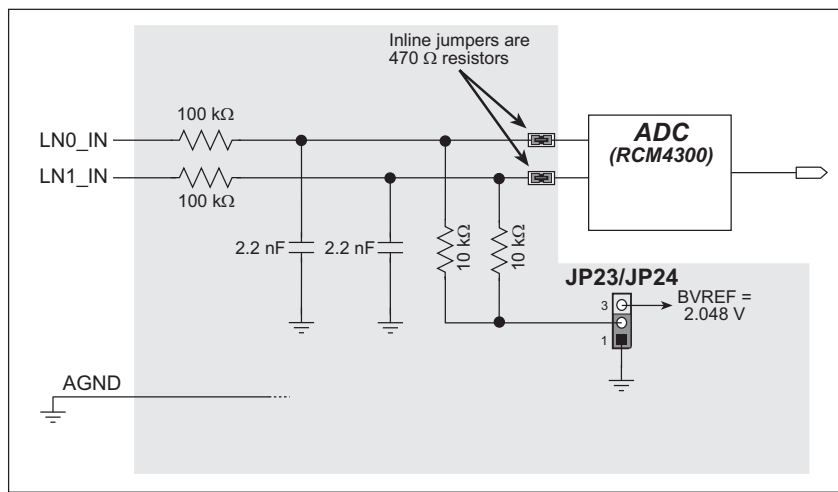 Inline jumpers are
470 Ω resistors
100 kΩ
LN0_IN
LN1_IN
100 kΩ
ADC
(RCM4300)
2.2 nF
2.2 nF
10 kΩ
10 kΩ
JP23/JP24
3
BVREF =
2.048 V
1
AGND